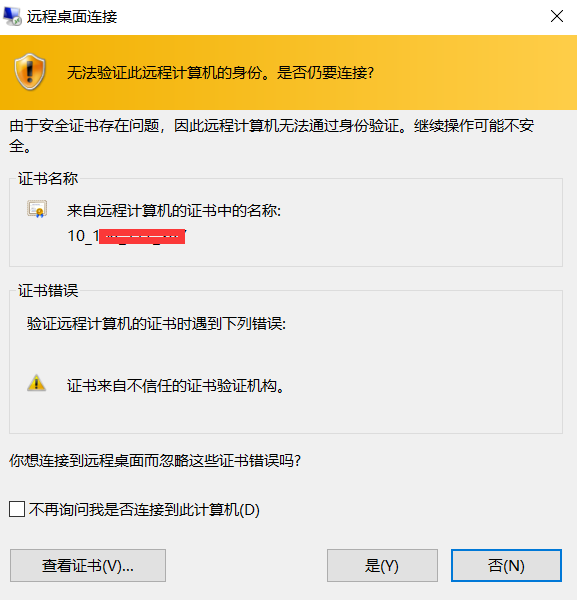 远程桌面连接
无法验证此远程计算机的身份。是否仍要连接?
由于安全证书存在问题，因此远程计算机无法通过身份验证。继续操作可能不安
全。
证书名称
来自远程计算机的证书中的名称:
10_1
证书错误
验证远程计算机的证书时遇到下列错误:
证书来自不信任的证书验证机构。
你想连接到远程桌面而忽略这些证书错误吗?
不再询问我是否连接到此计算机(D)
查看证书(V)...
是(Y)
否(N)